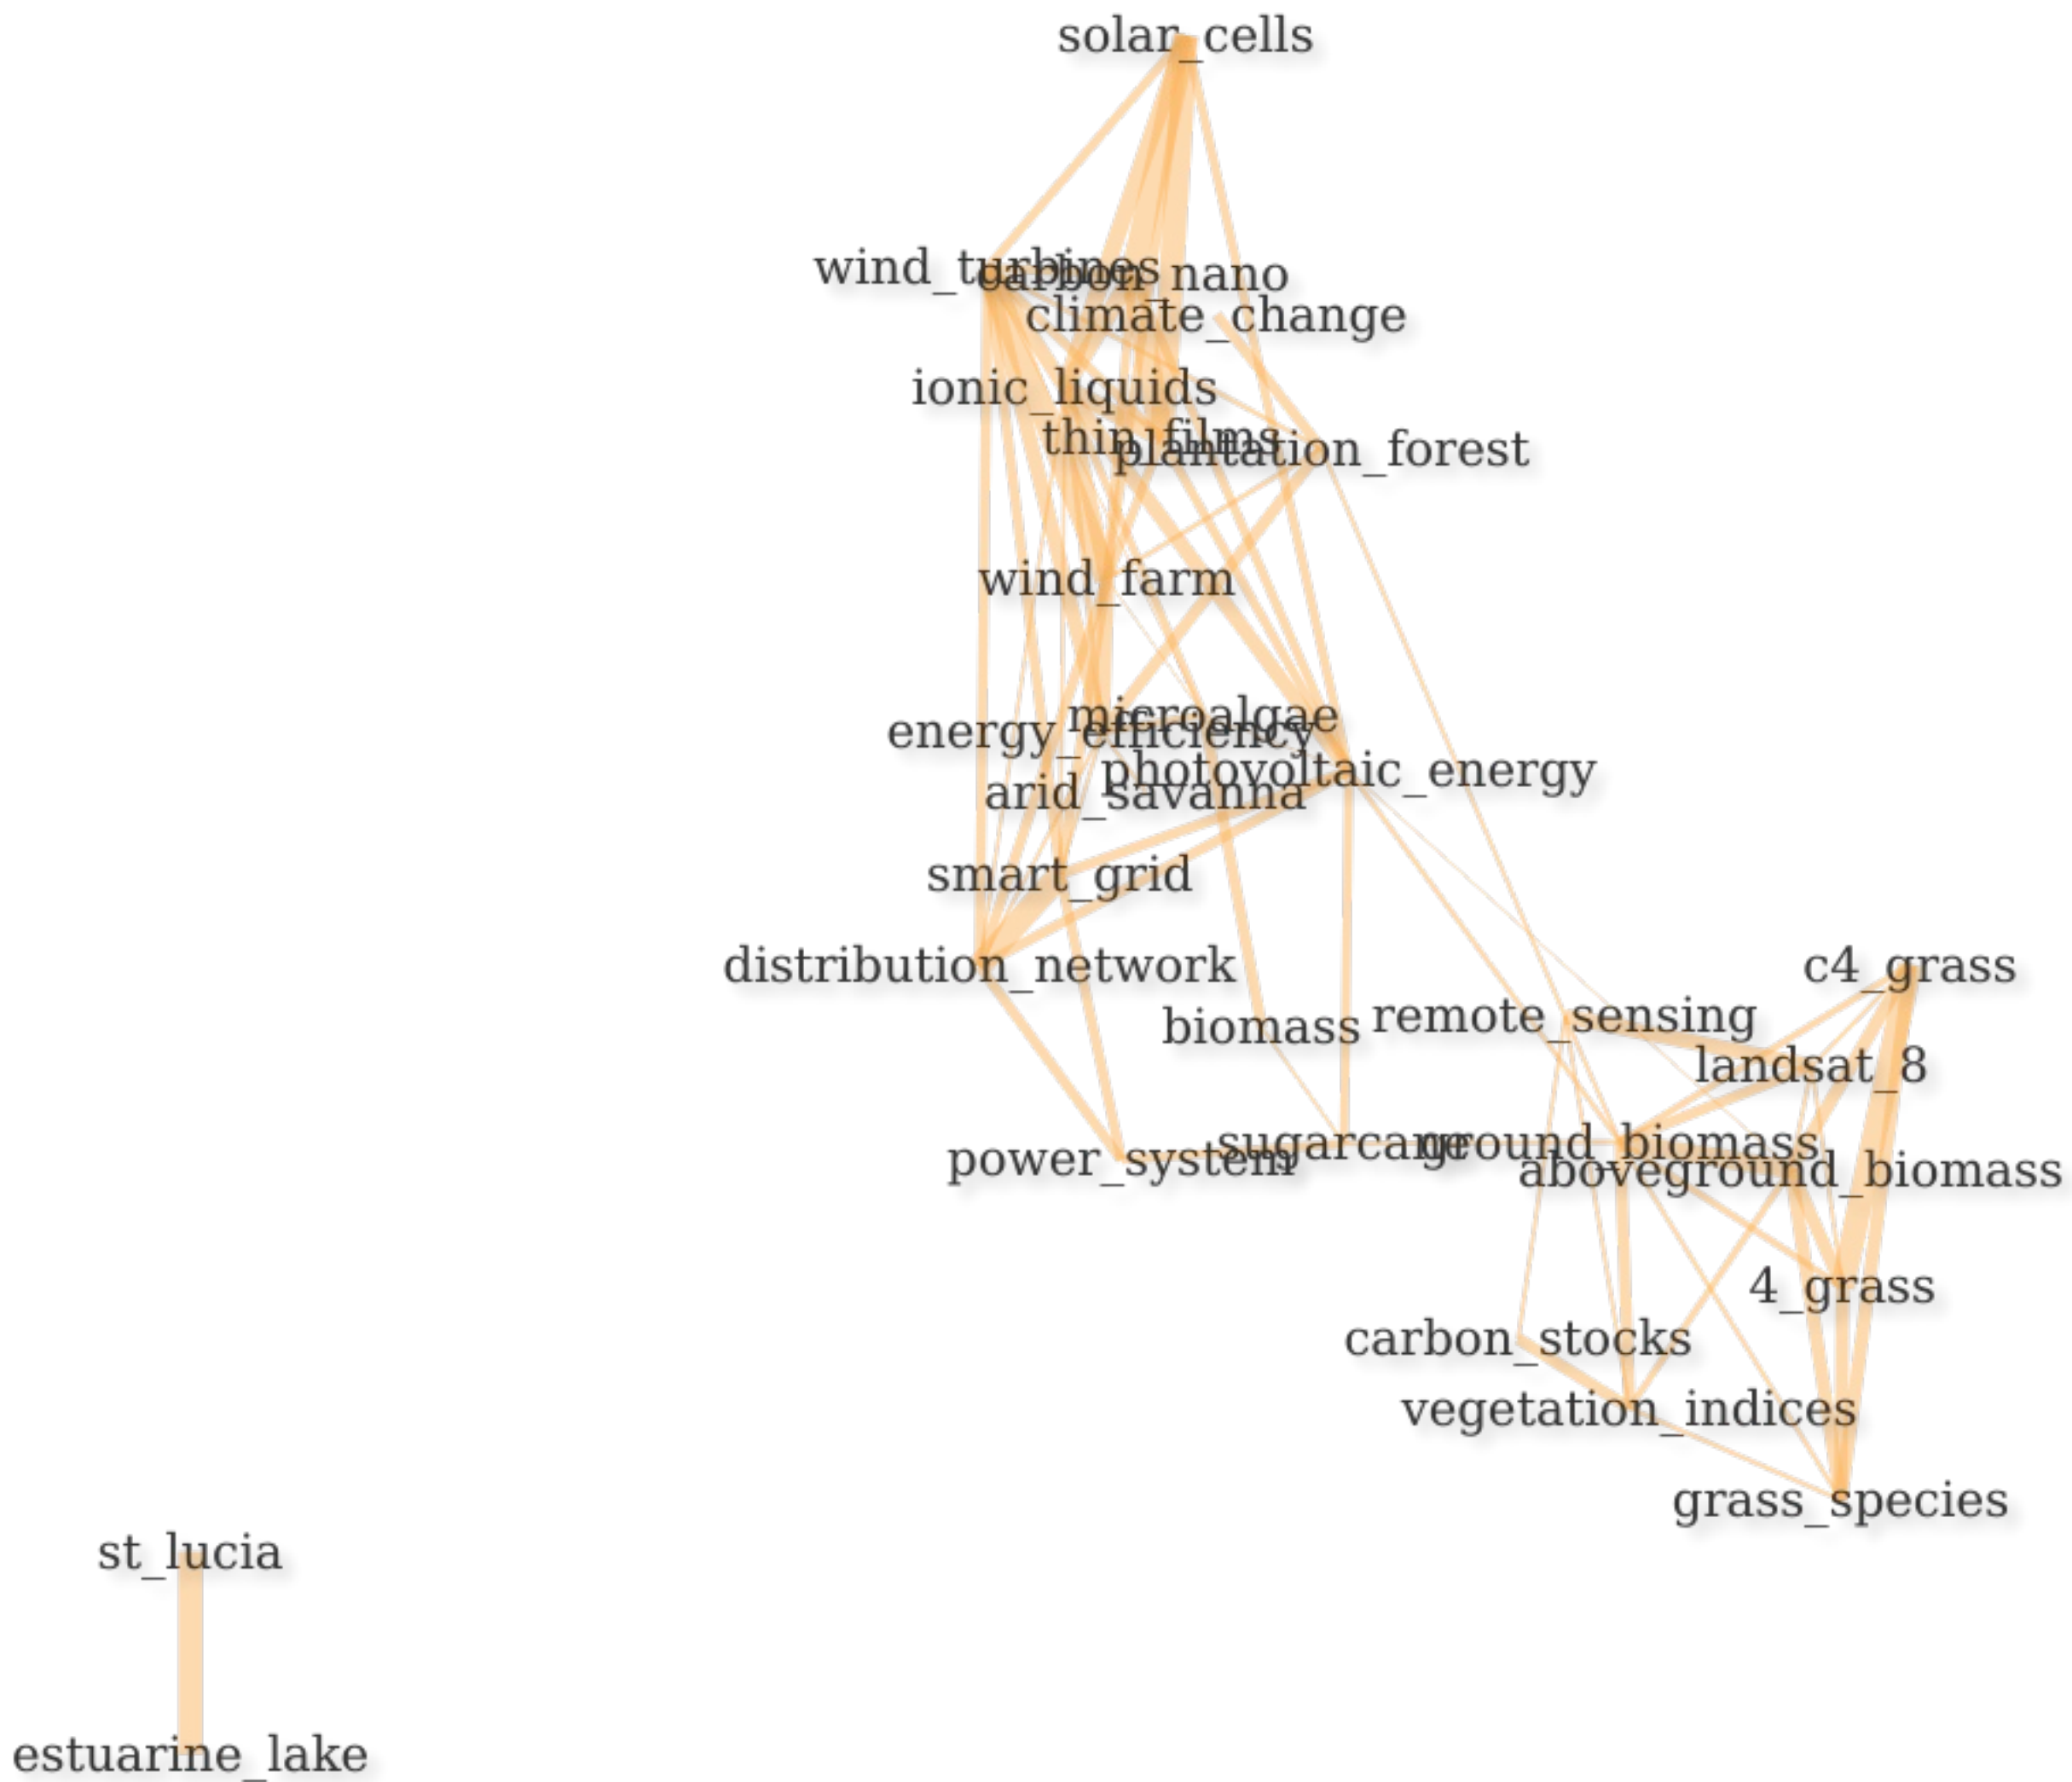 solar_cells
wind_turbines
carbon_nano
climate_change
ionic_liquids
thin_films
plantation_forest
wind_farm
microalgae
energy_efficiency
photovoltaic_energy
arid_savanna
smart_grid
distribution_network
c4_grass
biomass
remote_sensing
landsat_8
sugarcane
ground_biomass
power_system
aboveground_biomass
4_grass
carbon_stocks
vegetation_indices
grass_species
st_lucia
estuarine_lake